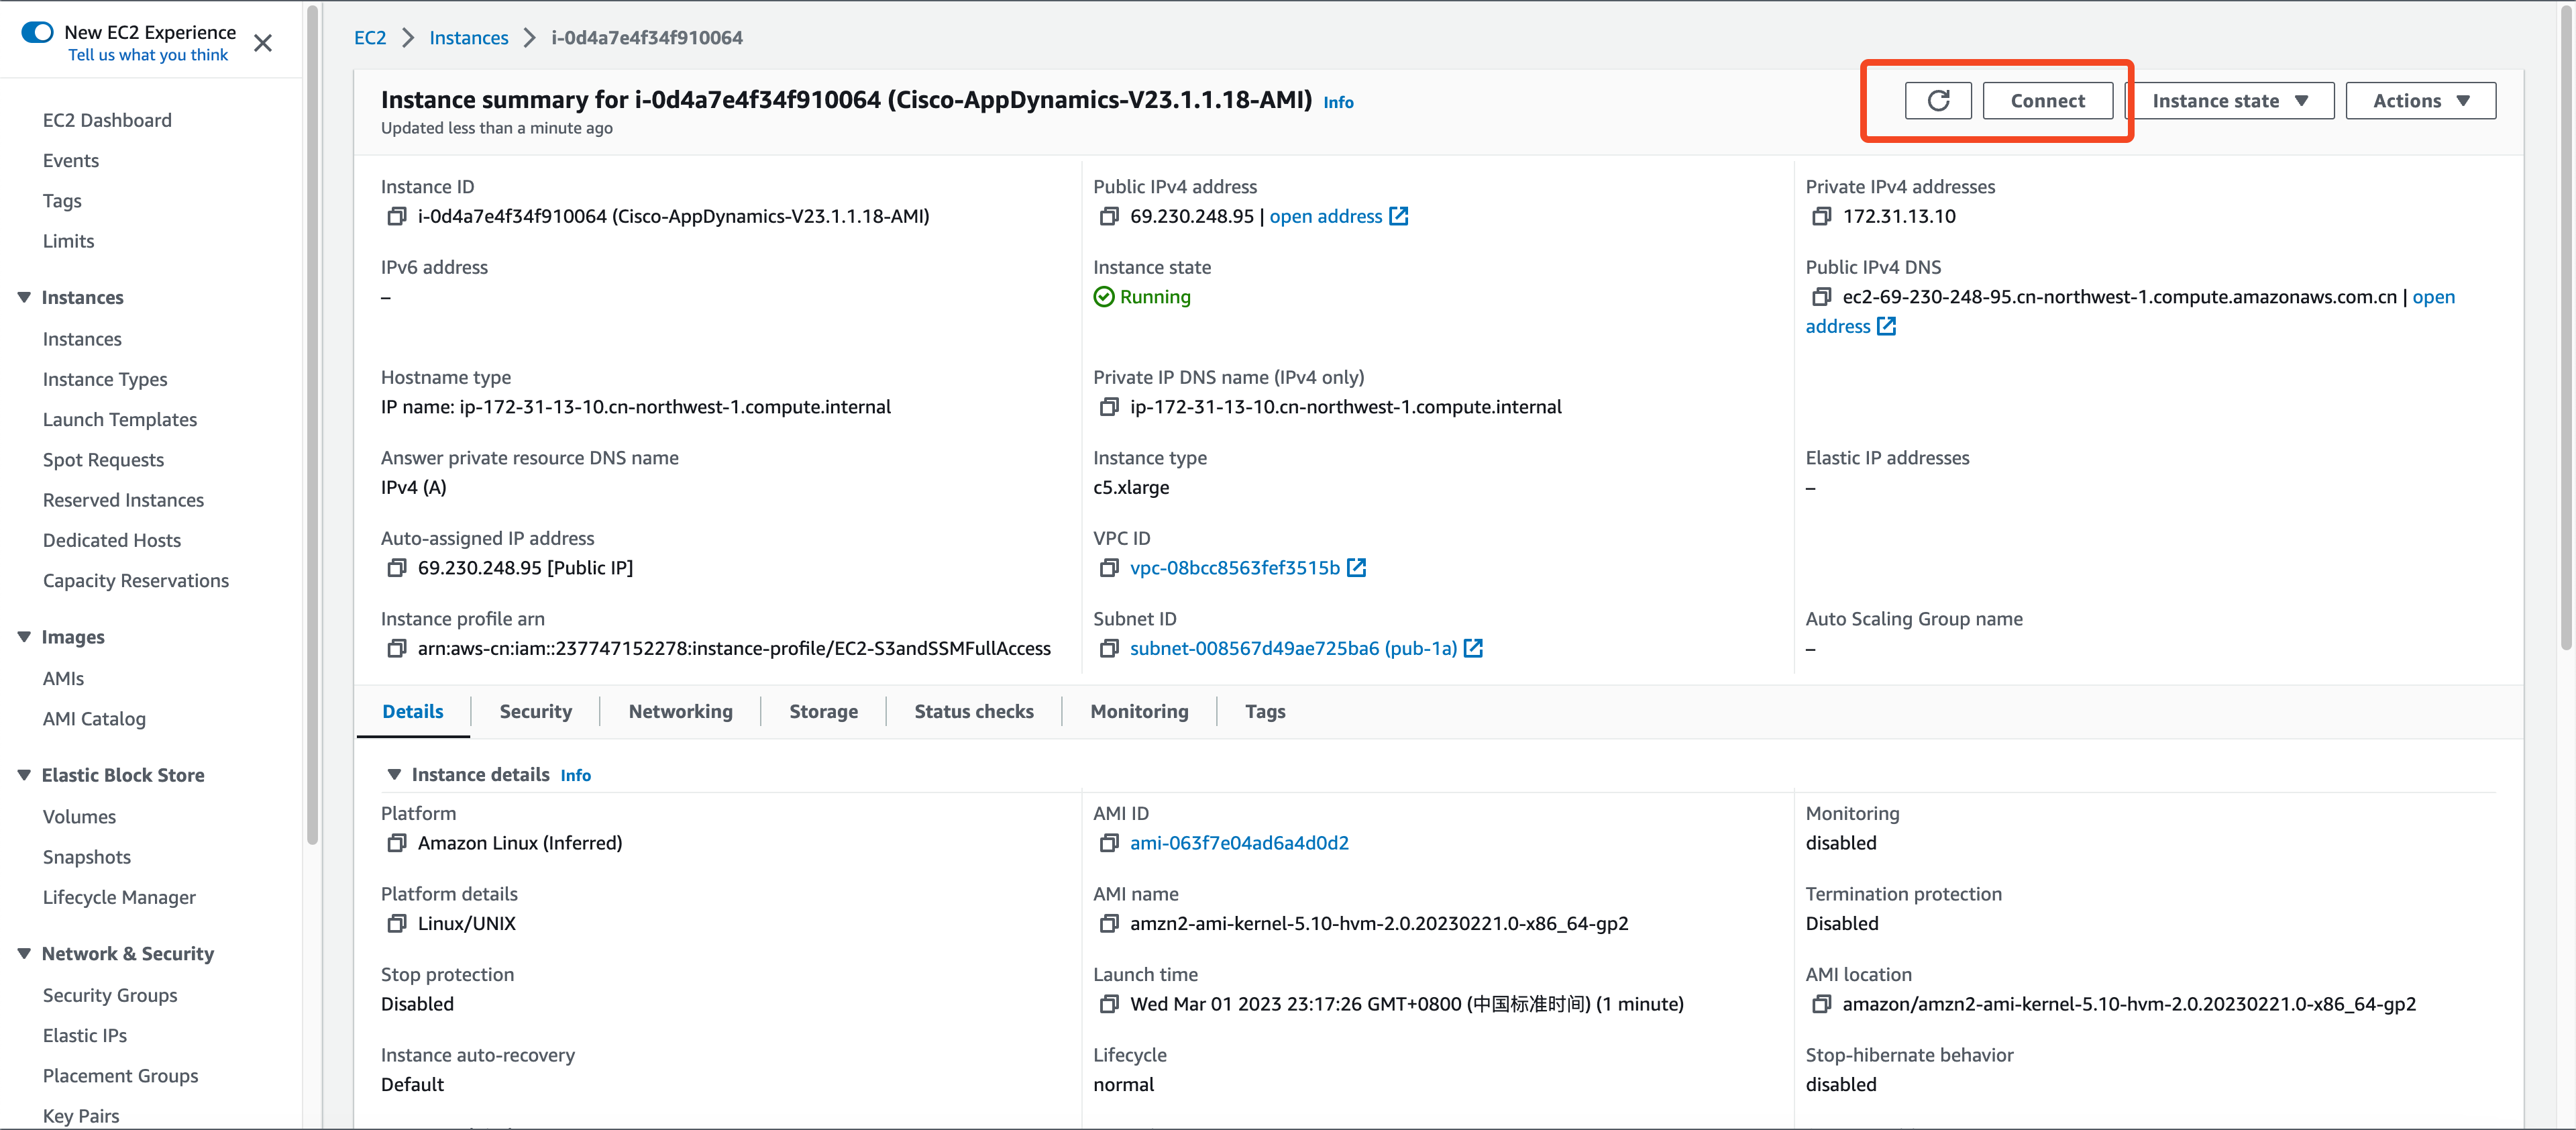 New EC2 Experience
Tell us what you think
EC2 Dashboard
Events
Tags
Limits
Instances
Instances
Instance Types
Launch Templates
Spot Requests
Reserved Instances
Dedicated Hosts
Capacity Reservations
Images
AMIs
AMI Catalog
Elastic Block Store
Volumes
Snapshots
Lifecycle Manager
Network & Security
Security Groups
Elastic IPs
Placement Groups
Key Pairs
EC2 > Instances > i-0d4a7e4f34f910064
Instance summary for i-0d4a7e4f34f910064 (Cisco-AppDynamics-V23.1.1.18-AMI) Info
Updated less than a minute ago
Connect
Instance state
Actions
Instance ID
i-0d4a7e4f34f910064 (Cisco-AppDynamics-V23.1.1.18-AMI)
Public IPv4 address
69.230.248.95 | open address
Private IPv4 addresses
172.31.13.10
IPv6 address
–
Instance state
Running
Public IPv4 DNS
ec2-69-230-248-95.cn-northwest-1.compute.amazonaws.com.cn | open
address
Hostname type
IP name: ip-172-31-13-10.cn-northwest-1.compute.internal
Private IP DNS name (IPv4 only)
ip-172-31-13-10.cn-northwest-1.compute.internal
Answer private resource DNS name
IPv4 (A)
Instance type
c5.xlarge
Elastic IP addresses
–
Auto-assigned IP address
69.230.248.95 [Public IP]
VPC ID
vpc-08bcc8563fef3515b
Instance profile arn
arn:aws-cn:iam::237747152278:instance-profile/EC2-S3andSSMFullAccess
Subnet ID
subnet-008567d49ae725ba6 (pub-1a)
Auto Scaling Group name
–
Details
Security
Networking
Storage
Status checks
Monitoring
Tags
Instance details Info
Platform
Amazon Linux (Inferred)
AMI ID
ami-063f7e04ad6a4d0d2
Monitoring
disabled
Platform details
Linux/UNIX
AMI name
amzn2-ami-kernel-5.10-hvm-2.0.20230221.0-x86_64-gp2
Termination protection
Disabled
Stop protection
Disabled
Launch time
Wed Mar 01 2023 23:17:26 GMT+0800 (中国标准时间) (1 minute)
AMI location
amazon/amzn2-ami-kernel-5.10-hvm-2.0.20230221.0-x86_64-gp2
Instance auto-recovery
Default
Lifecycle
normal
Stop-hibernate behavior
disabled